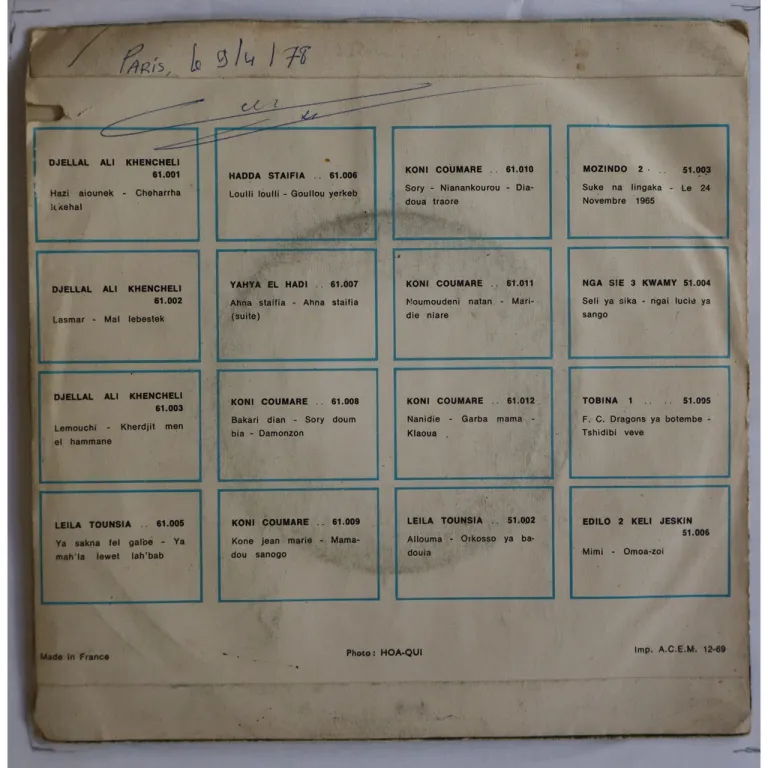 PARIS, le 9/4/78
DJELLAL ALI KHENCHELI
61.001
Hazi aiounek - Cheharrha
lekehal
HADDA STAIFIA .. 61.006
Loulli loulli - Goullou yerkeb
KONI COUMARE .. 61.010
Sory - Nianankourou - Dia-
doua traore
MOZINDO 2 .. 51.003
Suke na lingaka - Le 24
Novembre 1965
DJELLAL ALI KHENCHELI
61.002
Lasmar - Mal lebestek
YAHYA EL HADI .. 61.007
Ahna staifia - Ahna staifia
(suite)
KONI COUMARE .. 61.011
Moumoudeni natan - Mari-
die niare
NGA SIE 3 KWAMY 51.004
Seli ya sika - ngai lucie ya
sango
DJELLAL ALI KHENCHELI
61.003
Lemouchi - Kherdjit men
el hammane
KONI COUMARE .. 61.008
Bakari dian - Sory doum
bia - Damonzon
KONI COUMARE .. 61.012
Nanidie - Garba mama -
Klaoua
TOBINA 1 .. .. 51.005
F. C. Dragons ya botembe -
Tshidibi veve
LEILA TOUNSIA .. 61.005
Ya sakna fel galbe - Ya
mah'la lewet lah'bab
KONI COUMARE .. 61.009
Kone jean marie - Mama-
dou sanogo
LEILA TOUNSIA .. 51.002
Allouma - Orkosso ya ba-
douia
EDILO 2 KELI JESKIN
51.006
Mimi - Omoa-zoi
Made in France
Photo : HOA-QUI
Imp. A.C.E.M. 12-69